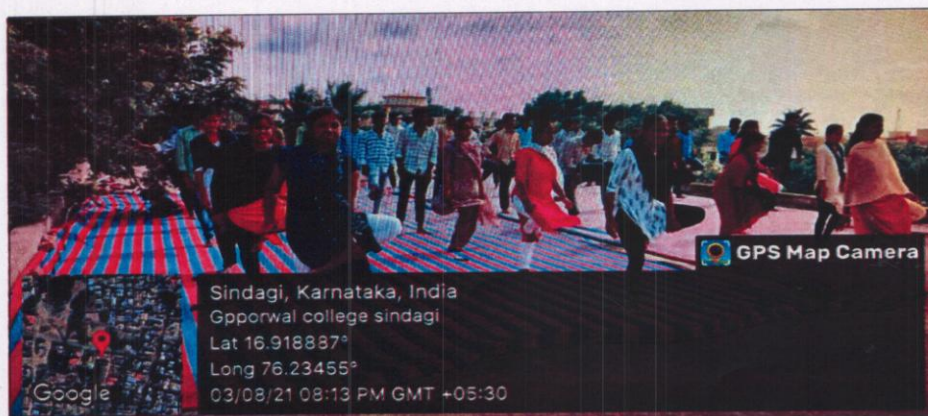 GPS Map Camera
Sindagi, Karnataka, India
Gpporwal college sindagi
Lat 16.918887°
Long 76.23455°
03/08/21 08:13 PM GMT +05:30
Google